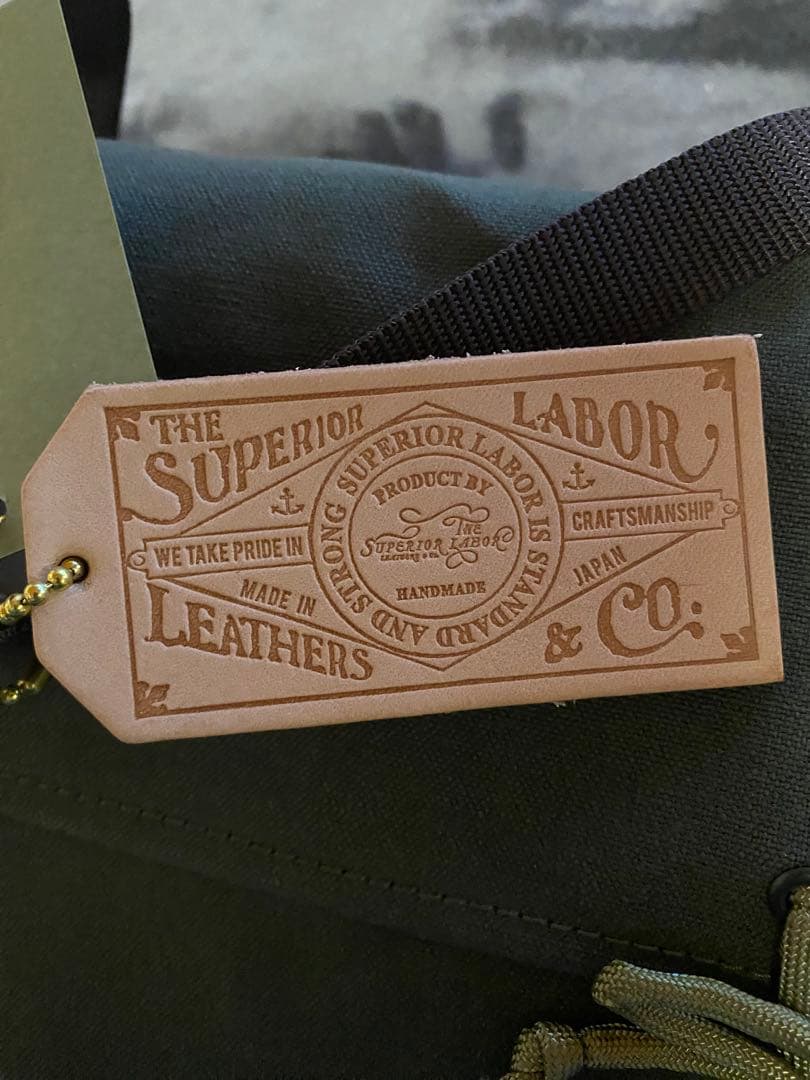 THE SUPERIOR LABOR
LEATHERS & CO.
WE TAKE PRIDE IN CRAFTSMANSHIP
MADE IN JAPAN
SUPERIOR LABOR IS STANDARD AND STRONG
PRODUCT BY
THE
SUPERIOR LABOR
HANDMADE